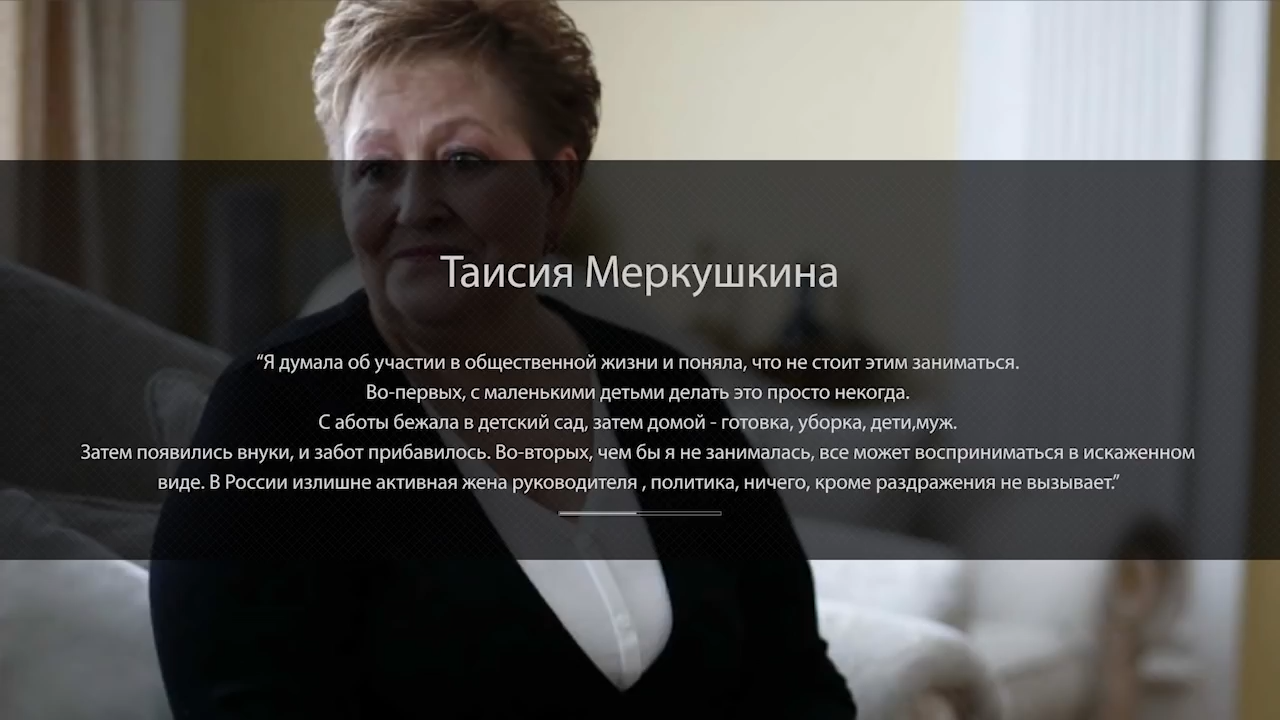 Таисия Меркушкина
“Я думала об участии в общественной жизни и поняла, что не стоит этим заниматься.
Во-первых, с маленькими детьми делать это просто некогда.
С аботы бежала в детский сад, затем домой - готовка, уборка, дети,муж.
Затем появились внуки, и забот прибавилось. Во-вторых, чем бы я не занималась, все может восприниматься в искаженном
виде. В России излишне активная жена руководителя , политика, ничего, кроме раздражения не вызывает.”